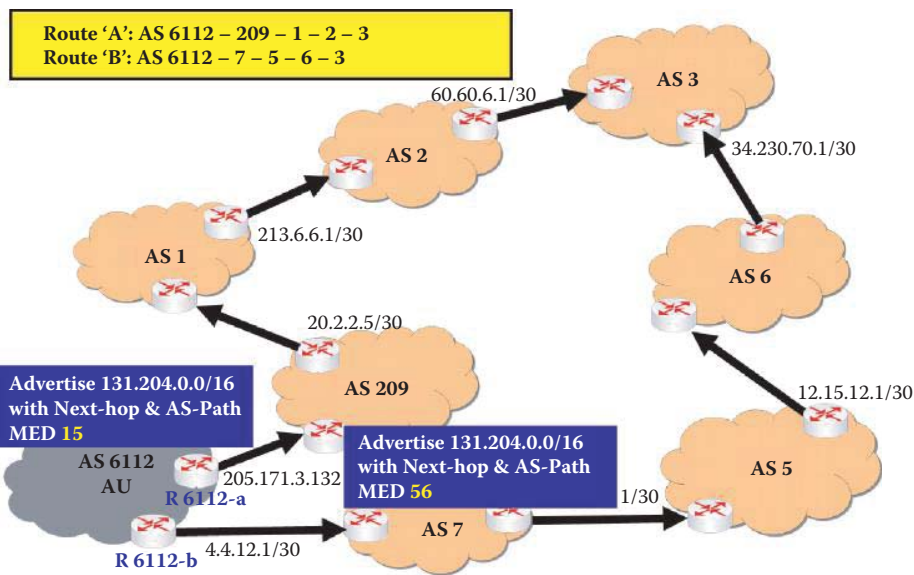 Route ‘A’: AS 6112 – 209 – 1 – 2 – 3
Route ‘B’: AS 6112 – 7 – 5 – 6 – 3
60.60.6.1/30
AS 3
AS 2
34.230.70.1/30
213.6.6.1/30
AS 1
AS 6
20.2.2.5/30
AS 209
12.15.12.1/30
Advertise 131.204.0.0/16
with Next-hop & AS-Path
MED 15
Advertise 131.204.0.0/16
with Next-hop & AS-Path
MED 56
AS 6112
AU
205.171.3.132
R 6112-a
AS 5
1/30
AS 7
4.4.12.1/30
R 6112-b